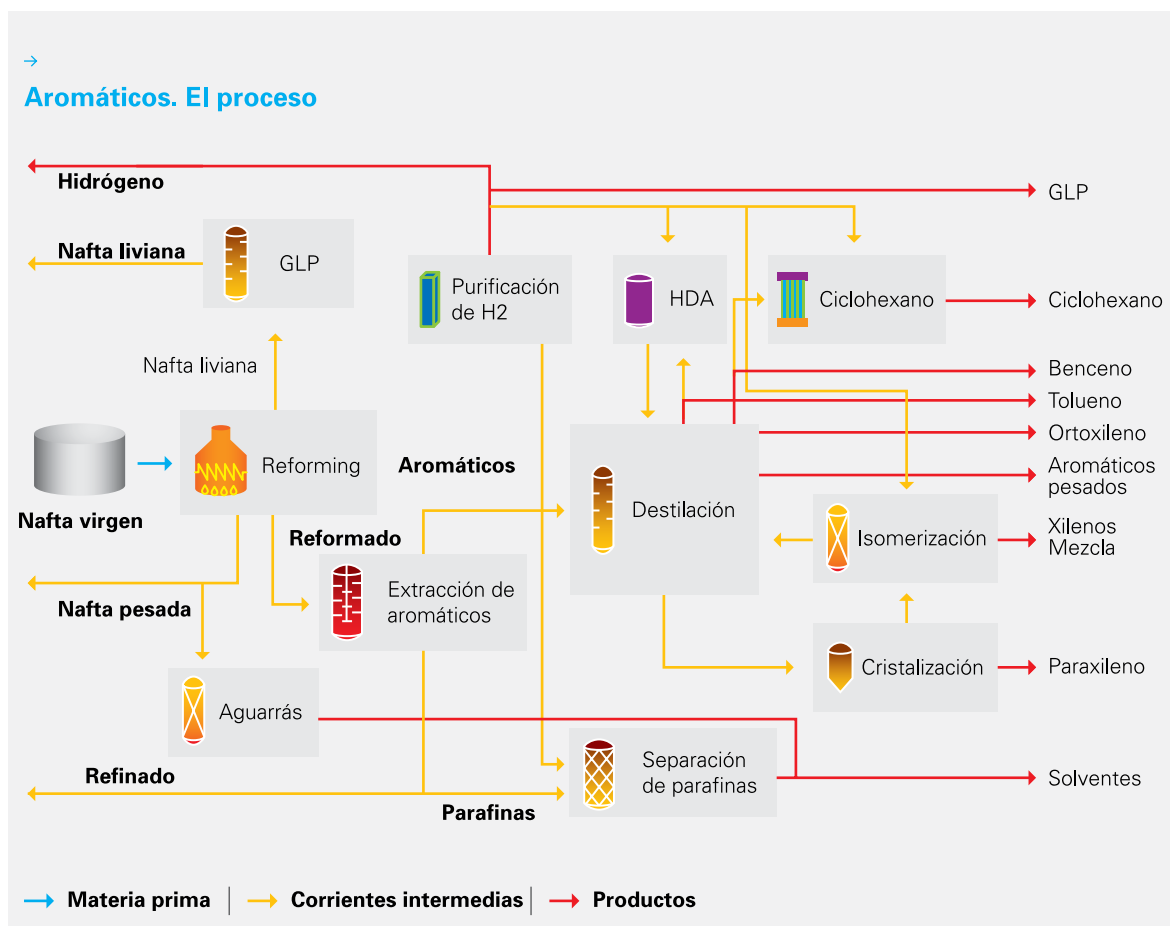 Aromáticos. El proceso
Hidrógeno
GLP
Nafta liviana
GLP
Purificación
de H2
HDA
Ciclohexano
Ciclohexano
Nafta liviana
Benceno
Tolueno
Ortoxileno
Aromáticos
pesados
Reforming
Aromáticos
Nafta virgen
Destilación
Reformado
Isomerización
Xilenos
Mezcla
Nafta pesada
Extracción de
aromáticos
Cristalización
Paraxileno
Aguarrás
Refinado
Separación
de parafinas
Solventes
Parafinas
Materia prima
Corrientes intermedias
Productos